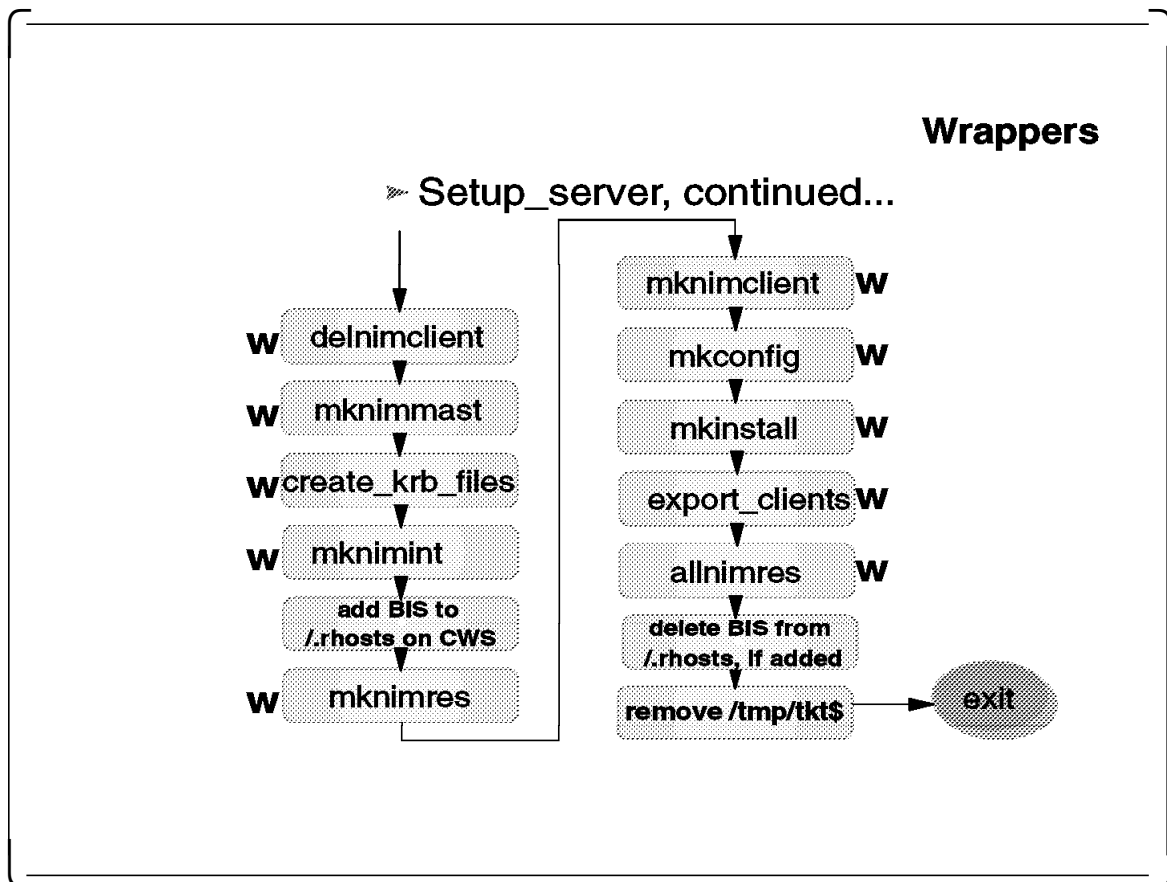 Wrappers
Setup_server, continued...
W delnimclient
W mknimmast
W create_krb_files
W mknimint
add BIS to
/.rhosts on CWS
W mknimres
mknimclient W
mkconfig W
mkinstall W
export_clients W
allnimres W
delete BIS from
/.rhosts, if added
remove /tmp/tkt$
exit